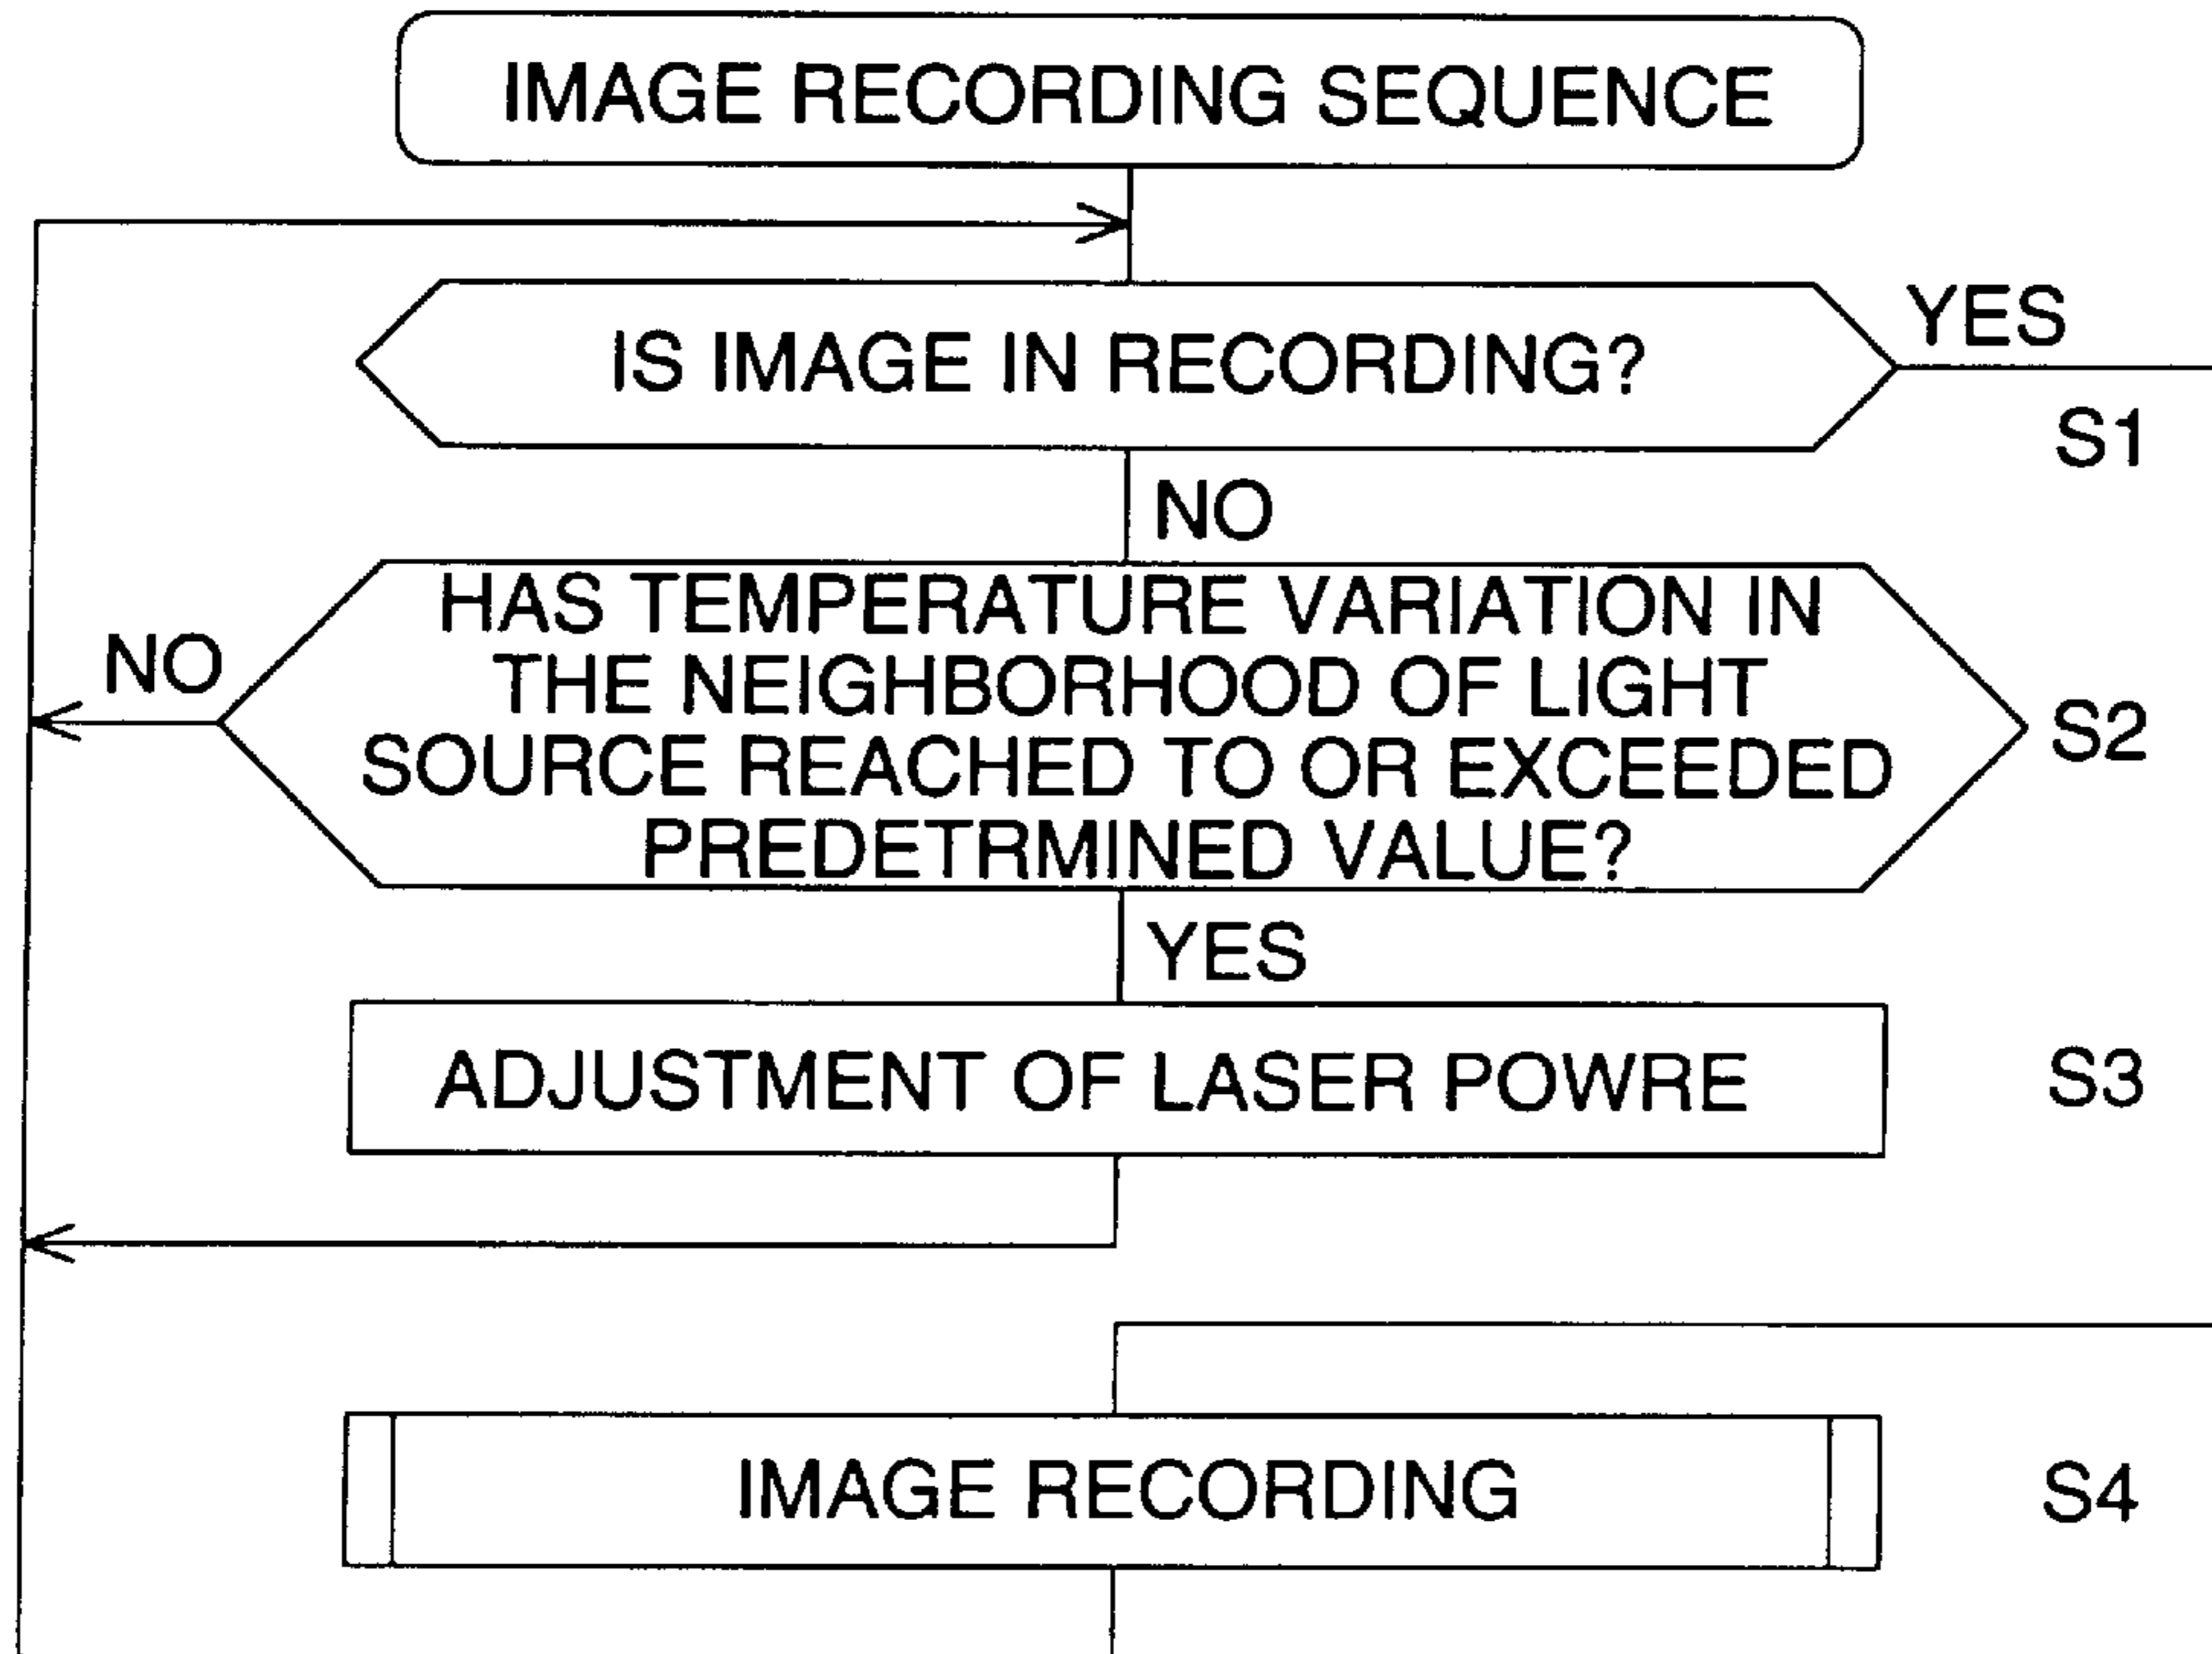 IMAGE RECORDING SEQUENCE
IS IMAGE IN RECORDING?
YES
S1
NO
HAS TEMPERATURE VARIATION IN
THE NEIGHBORHOOD OF LIGHT
SOURCE REACHED TO OR EXCEEDED
PREDETRMINED VALUE?
NO
S2
YES
ADJUSTMENT OF LASER POWRE
S3
IMAGE RECORDING
S4